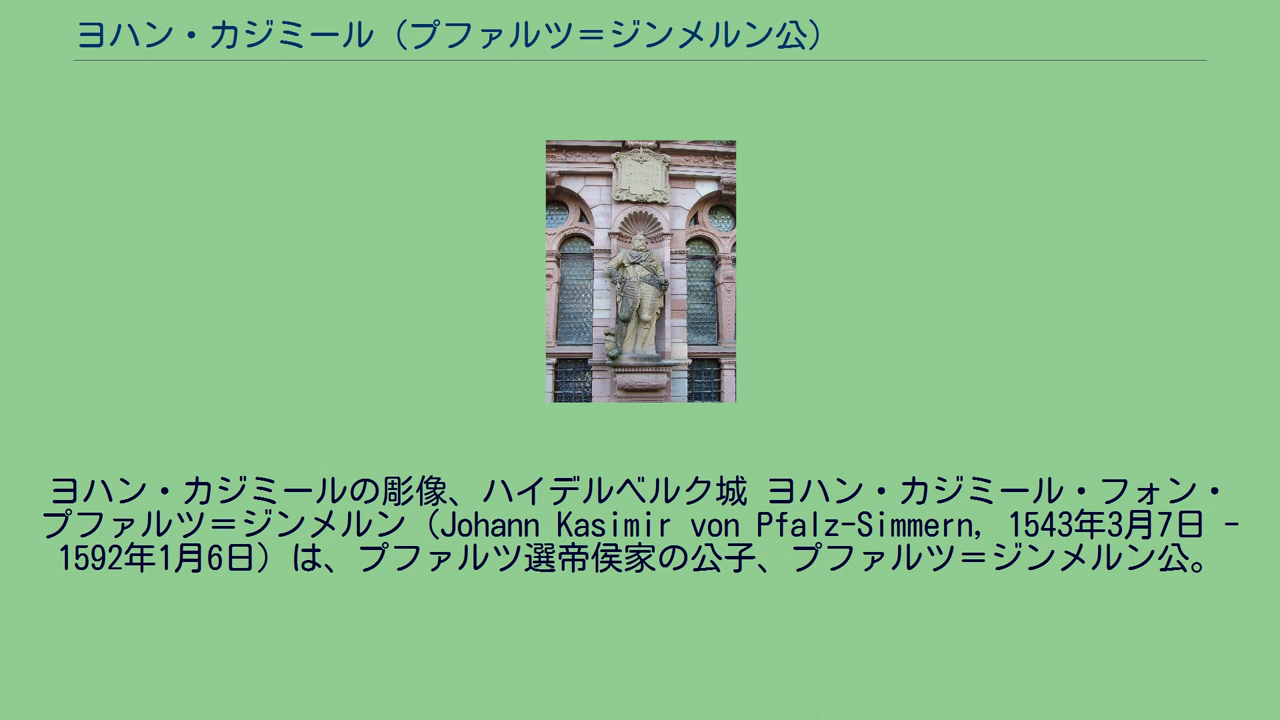 ヨハン・カジミール（プファルツ＝ジンメルン公）
ヨハン・カジミールの彫像、ハイデルベルク城 ヨハン・カジミール・フォン・
プファルツ＝ジンメルン（Johann Kasimir von Pfalz-Simmern, 1543年3月7日 -
1592年1月6日）は、プファルツ選帝侯家の公子、プファルツ＝ジンメルン公。